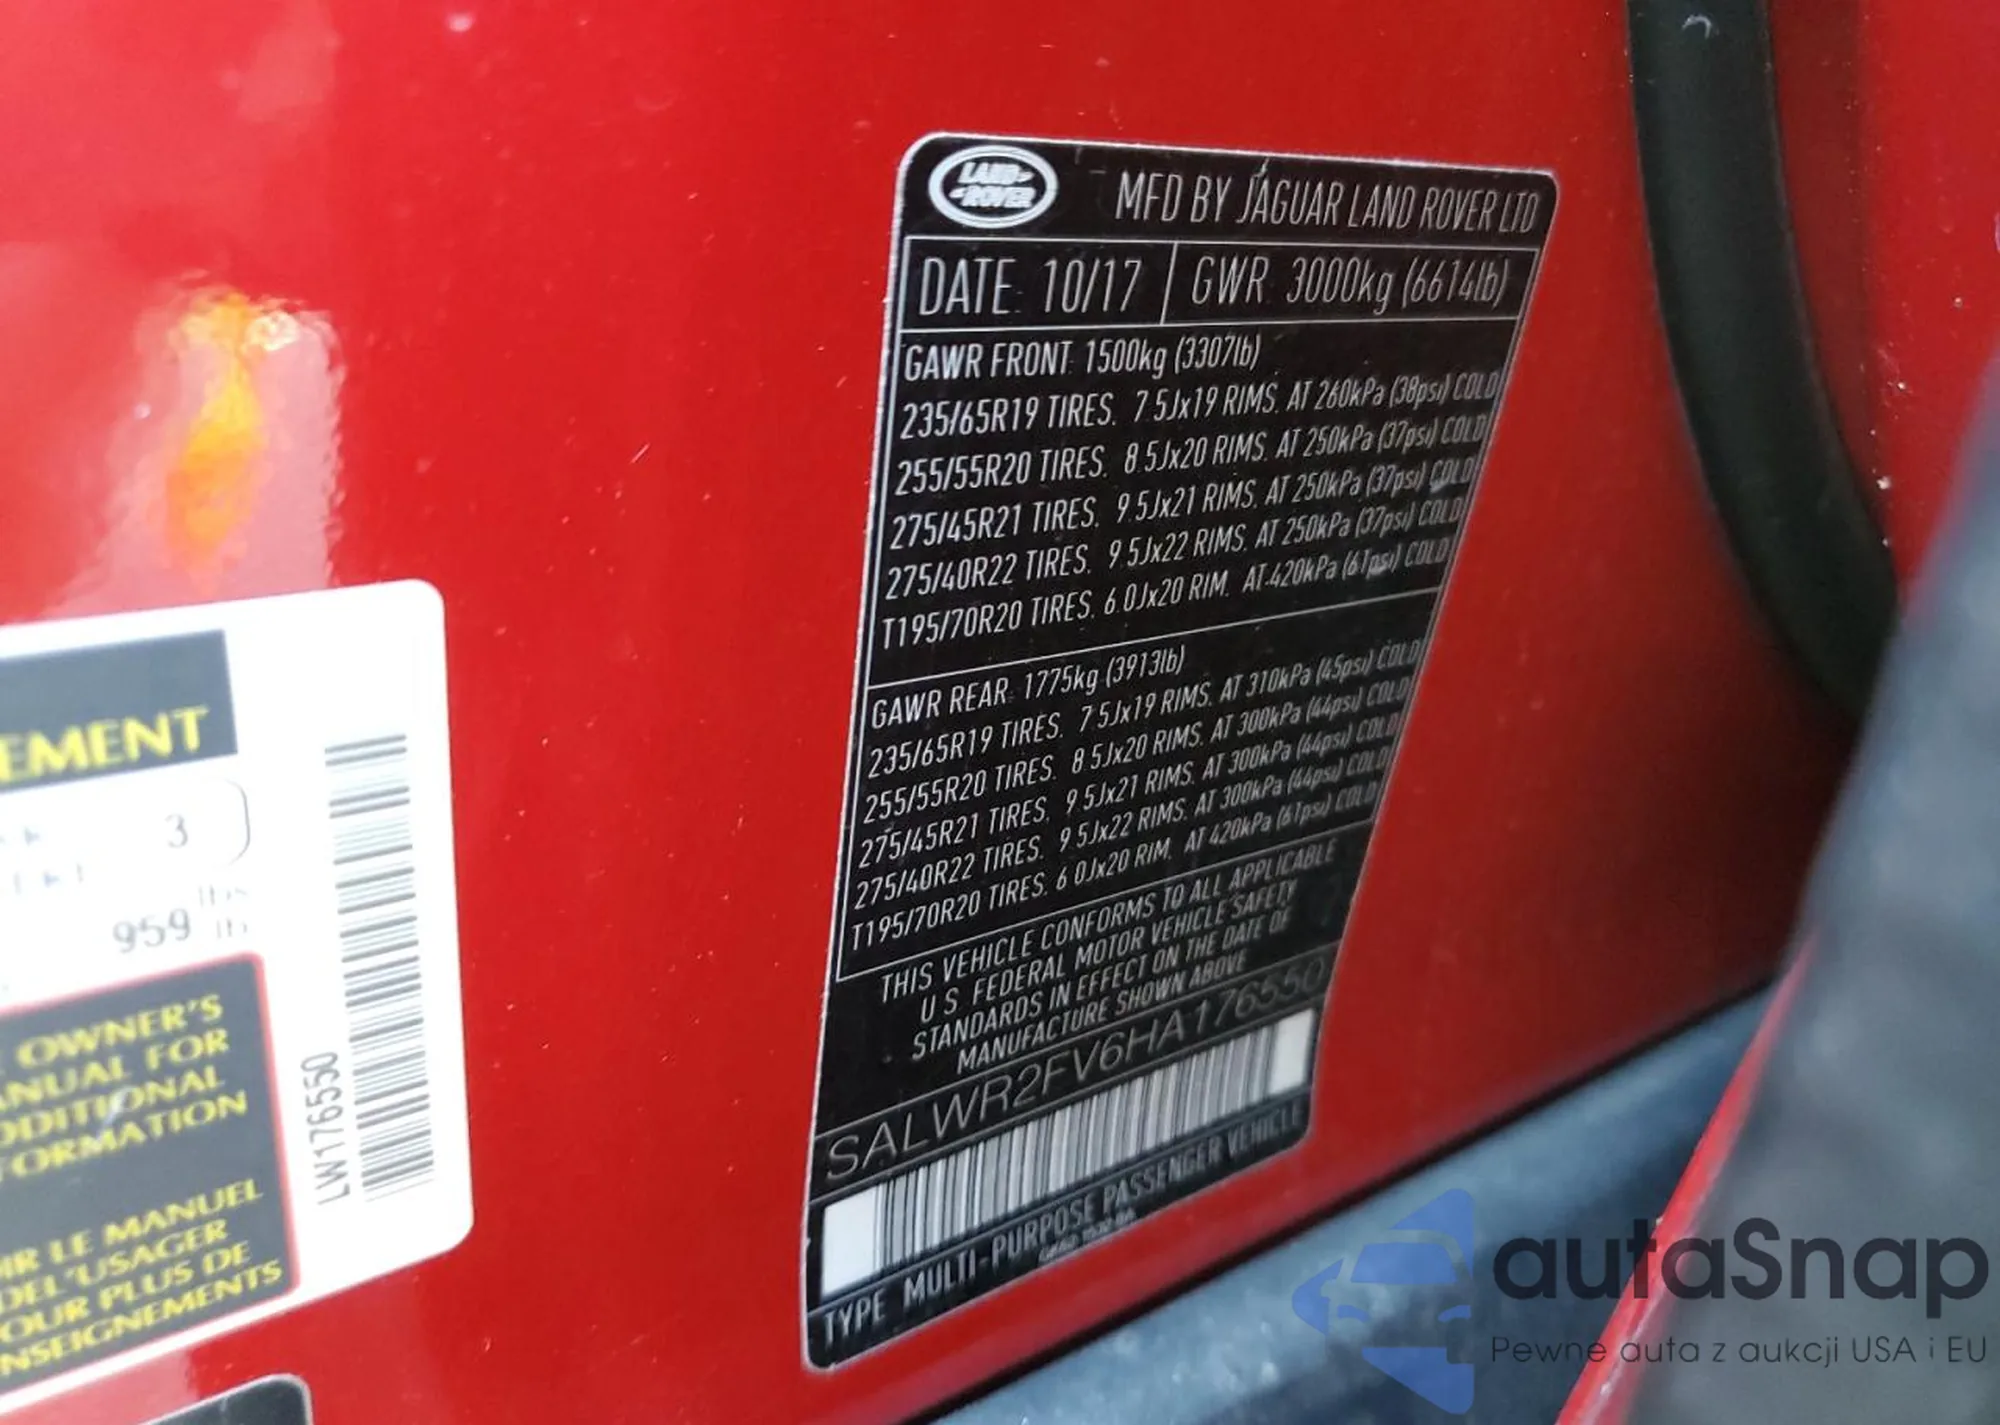 LAND-
-ROVER
MFD BY JAGUAR LAND ROVER LTD
DATE: 10/17 GWR 3000kg (6614lb)
GAWR FRONT 1500kg (3307lb)
235/65R19 TIRES. 7.5Jx19 RIMS. AT 260kPa (38psi) COLD
255/55R20 TIRES. 8.5Jx20 RIMS. AT 250kPa (37psi) COLD
275/45R21 TIRES. 9.5Jx21 RIMS. AT 250kPa (37psi) COLD
275/40R22 TIRES. 9.5Jx22 RIMS. AT 250kPa (37psi) COLD
T195/70R20 TIRES. 6.0Jx20 RIM. AT 420kPa (61psi) COLD
GAWR REAR 1775kg (3913lb)
235/65R19 TIRES. 7.5Jx19 RIMS. AT 310kPa (45psi) COLD
255/55R20 TIRES. 8.5Jx20 RIMS. AT 300kPa (44psi) COLD
275/45R21 TIRES. 9.5Jx21 RIMS. AT 300kPa (44psi) COLD
275/40R22 TIRES. 9.5Jx22 RIMS. AT 300kPa (44psi) COLD
T195/70R20 TIRES. 6.0Jx20 RIM. AT 420kPa (61psi) COLD
THIS VEHICLE CONFORMS TO ALL APPLICABLE
U.S. FEDERAL MOTOR VEHICLE SAFETY
STANDARDS IN EFFECT ON THE DATE OF
MANUFACTURE SHOWN ABOVE
SALWR2FV6HA176550
TYPE MULTI-PURPOSE PASSENGER VEHICLE
EMENT
3
lbs
959 lb
OWNER'S
ANUAL FOR
DDITIONAL
FORMATION
IR LE MANUEL
DEL'USAGER
OUR PLUS DE
NSEIGNEMENTS
LW176550
autaSnap
Pewne auta z aukcji USA i EU